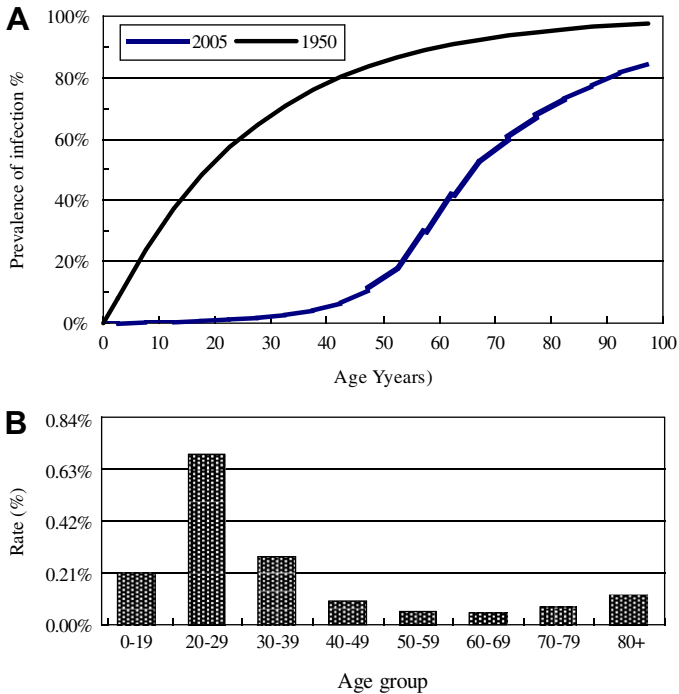 A
100%
80%
60%
40%
20%
0%
Prevalence of infection %
2005 1950
0 10 20 30 40 50 60 70 80 90 100
Age Yyears)
B
0.84%
0.63%
0.42%
0.21%
0.00%
Rate (%)
0-19 20-29 30-39 40-49 50-59 60-69 70-79 80+
Age group